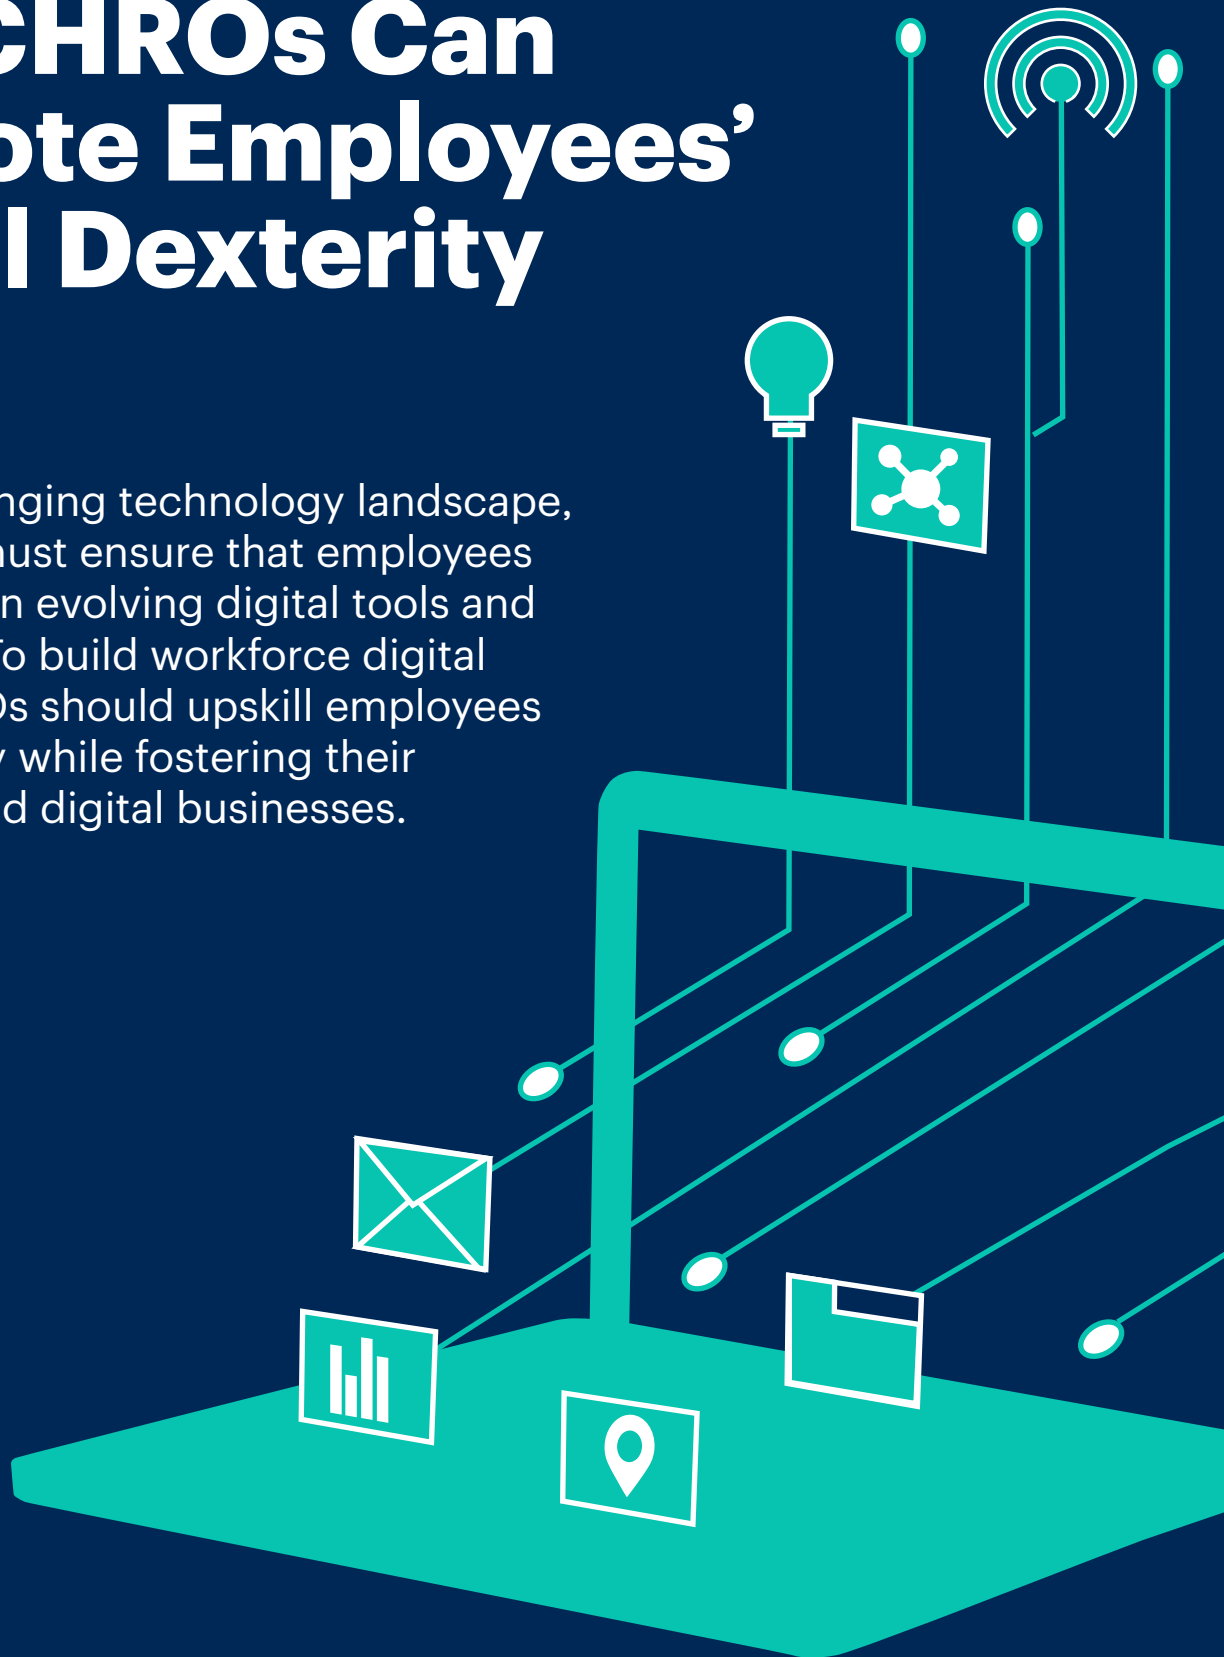 CHROs Can
ote Employees’
l Dexterity
nging technology landscape,
ust ensure that employees
n evolving digital tools and
o build workforce digital
Os should upskill employees
while fostering their
d digital businesses.